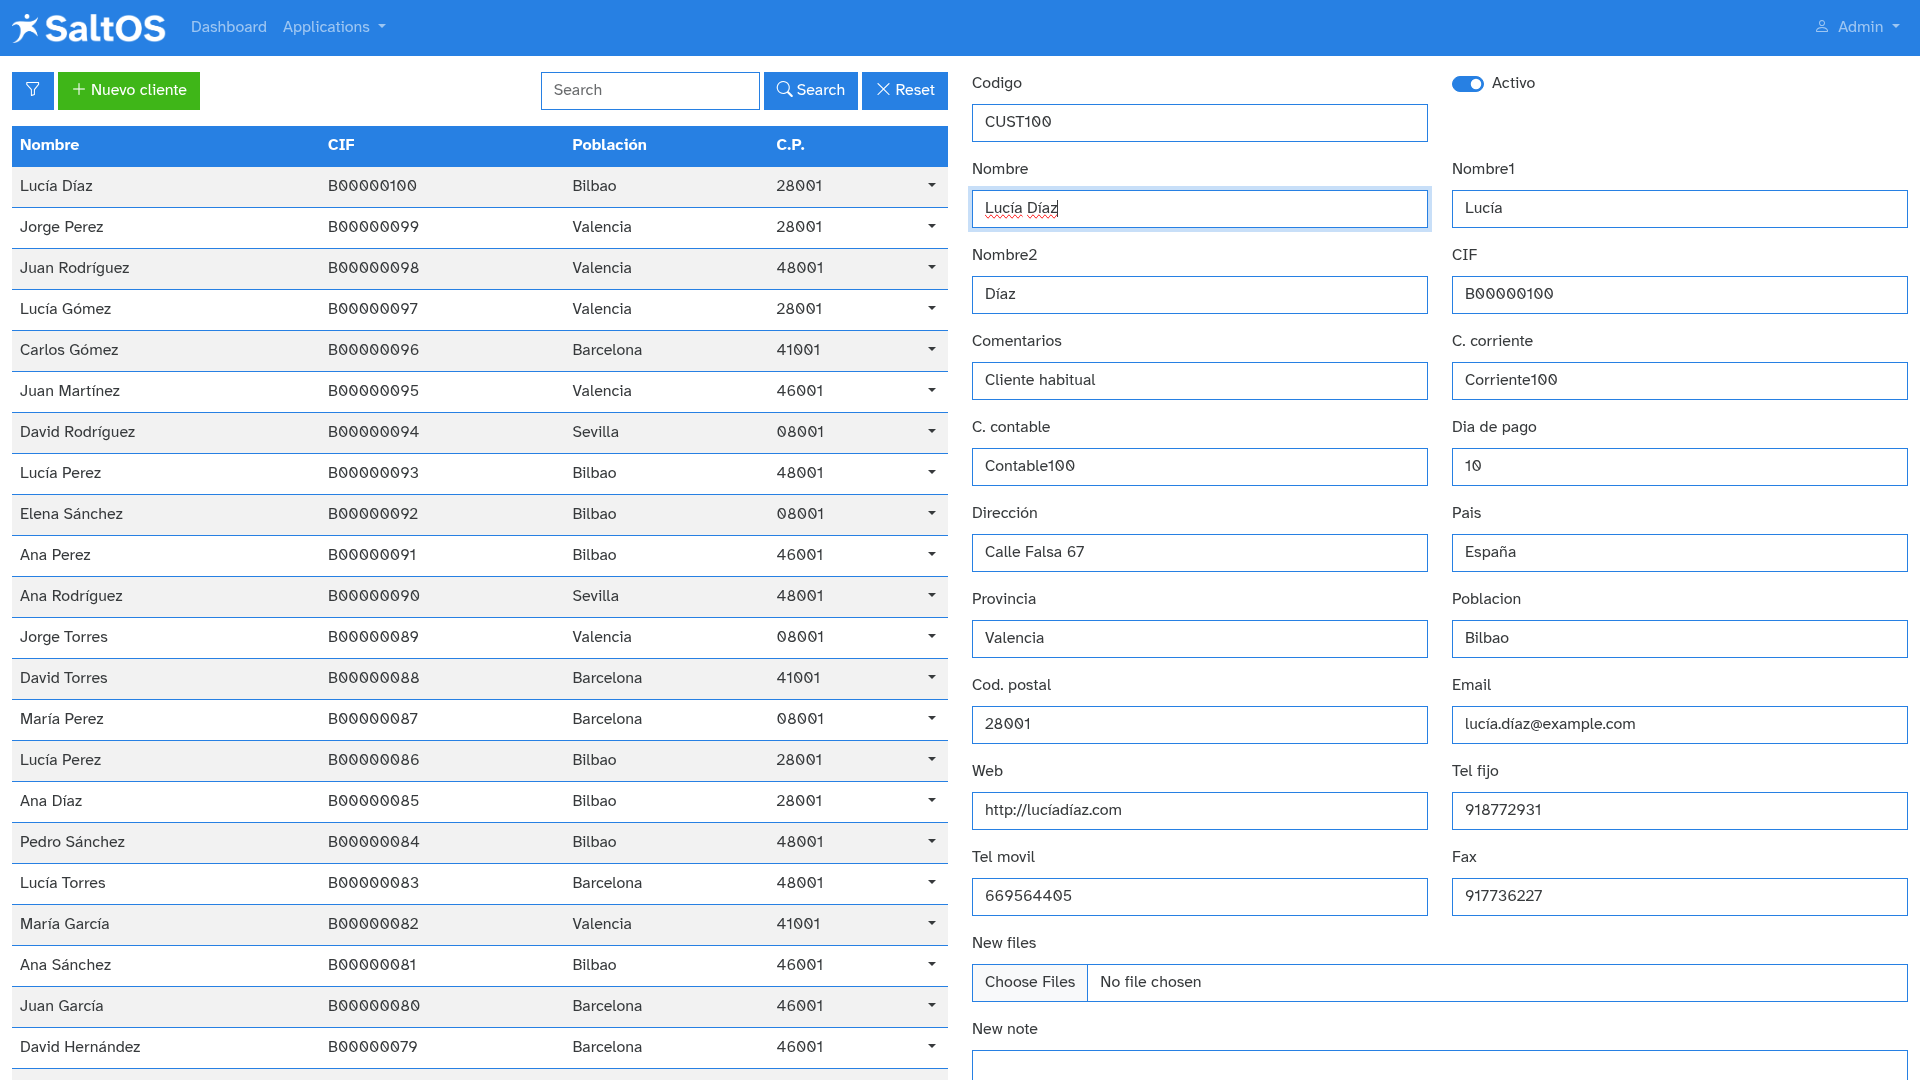 SaltOS Dashboard Applications Admin
Nuevo cliente Search Search Reset
Nombre CIF Población C.P.
Lucía Díaz B00000100 Bilbao 28001
Jorge Perez B00000099 Valencia 28001
Juan Rodríguez B00000098 Valencia 48001
Lucía Gómez B00000097 Valencia 28001
Carlos Gómez B00000096 Barcelona 41001
Juan Martínez B00000095 Valencia 46001
David Rodríguez B00000094 Sevilla 08001
Lucía Perez B00000093 Bilbao 48001
Elena Sánchez B00000092 Bilbao 08001
Ana Perez B00000091 Bilbao 46001
Ana Rodríguez B00000090 Sevilla 48001
Jorge Torres B00000089 Valencia 08001
David Torres B00000088 Barcelona 41001
María Perez B00000087 Barcelona 08001
Lucía Perez B00000086 Bilbao 28001
Ana Díaz B00000085 Bilbao 28001
Pedro Sánchez B00000084 Bilbao 48001
Lucía Torres B00000083 Barcelona 48001
María García B00000082 Valencia 41001
Ana Sánchez B00000081 Bilbao 46001
Juan García B00000080 Barcelona 46001
David Hernández B00000079 Barcelona 46001
Codigo Activo
CUST100
Nombre Nombre1
Lucía Díaz Lucía
Nombre2 CIF
Díaz B00000100
Comentarios C. corriente
Cliente habitual Corriente100
C. contable Dia de pago
Contable100 10
Dirección Pais
Calle Falsa 67 España
Provincia Poblacion
Valencia Bilbao
Cod. postal Email
28001 lucía.díaz@example.com
Web Tel fijo
http://lucíadíaz.com 918772931
Tel movil Fax
669564405 917736227
New files
Choose Files No file chosen
New note